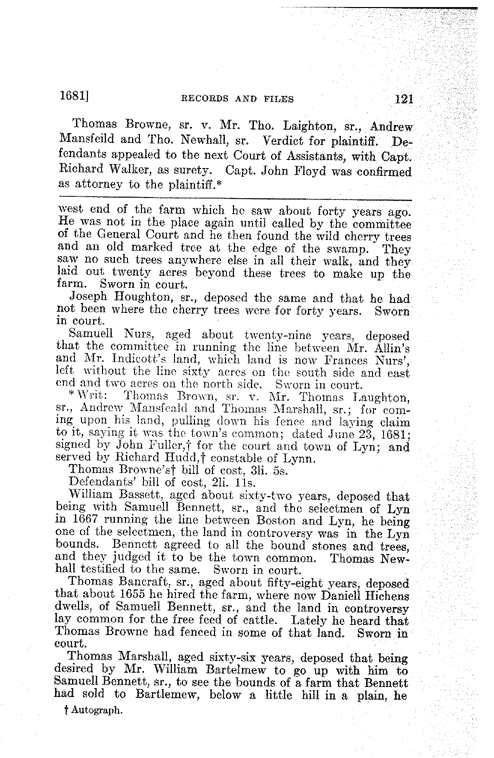 1681] RECORDS AND FILES 121
Thomas Browne, sr. v. Mr. Tho. Laighton, sr., Andrew
Mansfeild and Tho. Newhall, sr. Verdict for plaintiff. De-
fendants appealed to the next Court of Assistants, with Capt.
Richard Walker, as surety. Capt. John Floyd was confirmed
as attorney to the plaintiff.*
west end of the farm which he saw about forty years ago.
He was not in the place again until called by the committee
of the General Court and he then found the wild cherry trees
and an old marked tree at the edge of the swamp. They
saw no such trees anywhere else in all their walk, and they
laid out twenty acres beyond these trees to make up the
farm. Sworn in court.
Joseph Houghton, sr., deposed the same and that he had
not been where the cherry trees were for forty years. Sworn
in court.
Samuell Nurs, aged about twenty-nine years, deposed
that the committee in running the line between Mr. Allin's
and Mr. Indicott's land, which land is now Frances Nurs',
left without the line sixty acres on the south side and east
end and two acres on the north side. Sworn in court.
* Writ: Thomas Brown, sr. v. Mr. Thomas Laughton,
sr., Andrew Mansfeald and Thomas Marshall, sr.; for com-
ing upon his land, pulling down his fence and laying claim
to it, saying it was the town's common; dated June 23, 1681;
signed by John Fuller,† for the court and town of Lyn; and
served by Richard Hudd,† constable of Lynn.
Thomas Browne's† bill of cost, 3li. 5s.
Defendants' bill of cost, 2li. 11s.
William Bassett, aged about sixty-two years, deposed that
being with Samuell Bennett, sr., and the selectmen of Lyn
in 1667 running the line between Boston and Lyn, he being
one of the selectmen, the land in controversy was in the Lyn
bounds. Bennett agreed to all the bound stones and trees,
and they judged it to be the town common. Thomas New-
hall testified to the same. Sworn in court.
Thomas Bancraft, sr., aged about fifty-eight years, deposed
that about 1655 he hired the farm, where now Daniell Hichens
dwells, of Samuell Bennett, sr., and the land in controversy
lay common for the free feed of cattle. Lately he heard that
Thomas Browne had fenced in some of that land. Sworn in
court.
Thomas Marshall, aged sixty-six years, deposed that being
desired by Mr. William Bartelmew to go up with him to
Samuell Bennett, sr., to see the bounds of a farm that Bennett
had sold to Bartlemew, below a little hill in a plain, he
† Autograph.